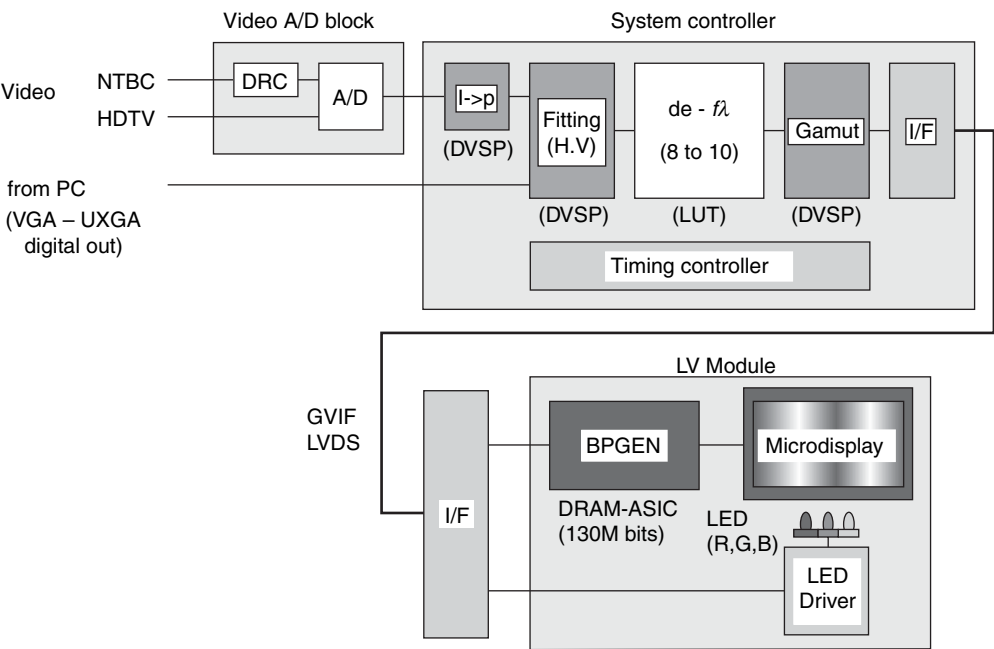 Video A/D block
System controller
Video
NTBC
HDTV
DRC
A/D
I->p
(DVSP)
Fitting
(H.V)
(DVSP)
de - fλ
(8 to 10)
(LUT)
Gamut
(DVSP)
I/F
from PC
(VGA – UXGA
digital out)
Timing controller
LV Module
GVIF
LVDS
I/F
BPGEN
DRAM-ASIC
(130M bits)
Microdisplay
LED
(R,G,B)
LED
Driver